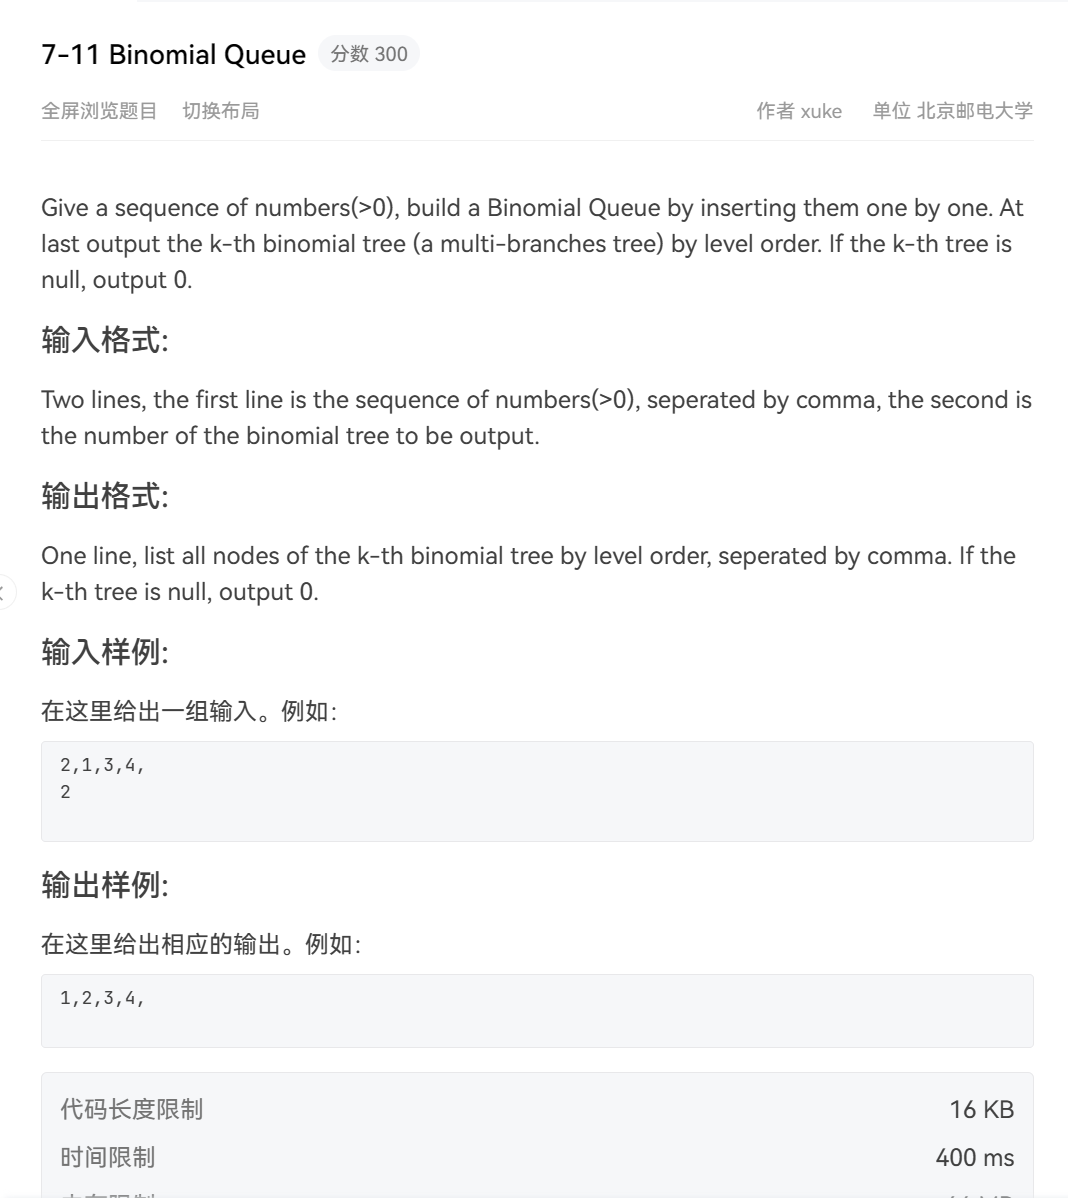 7-11 Binomial Queue 分数 300
全屏浏览题目 切换布局 作者 xuke 单位 北京邮电大学
Give a sequence of numbers(>0), build a Binomial Queue by inserting them one by one. At
last output the k-th binomial tree (a multi-branches tree) by level order. If the k-th tree is
null, output 0.
输入格式:
Two lines, the first line is the sequence of numbers(>0), seperated by comma, the second is
the number of the binomial tree to be output.
输出格式:
One line, list all nodes of the k-th binomial tree by level order, seperated by comma. If the
k-th tree is null, output 0.
输入样例:
在这里给出一组输入。例如：
2,1,3,4,
2
输出样例:
在这里给出相应的输出。例如：
1,2,3,4,
代码长度限制 16 KB
时间限制 400 ms